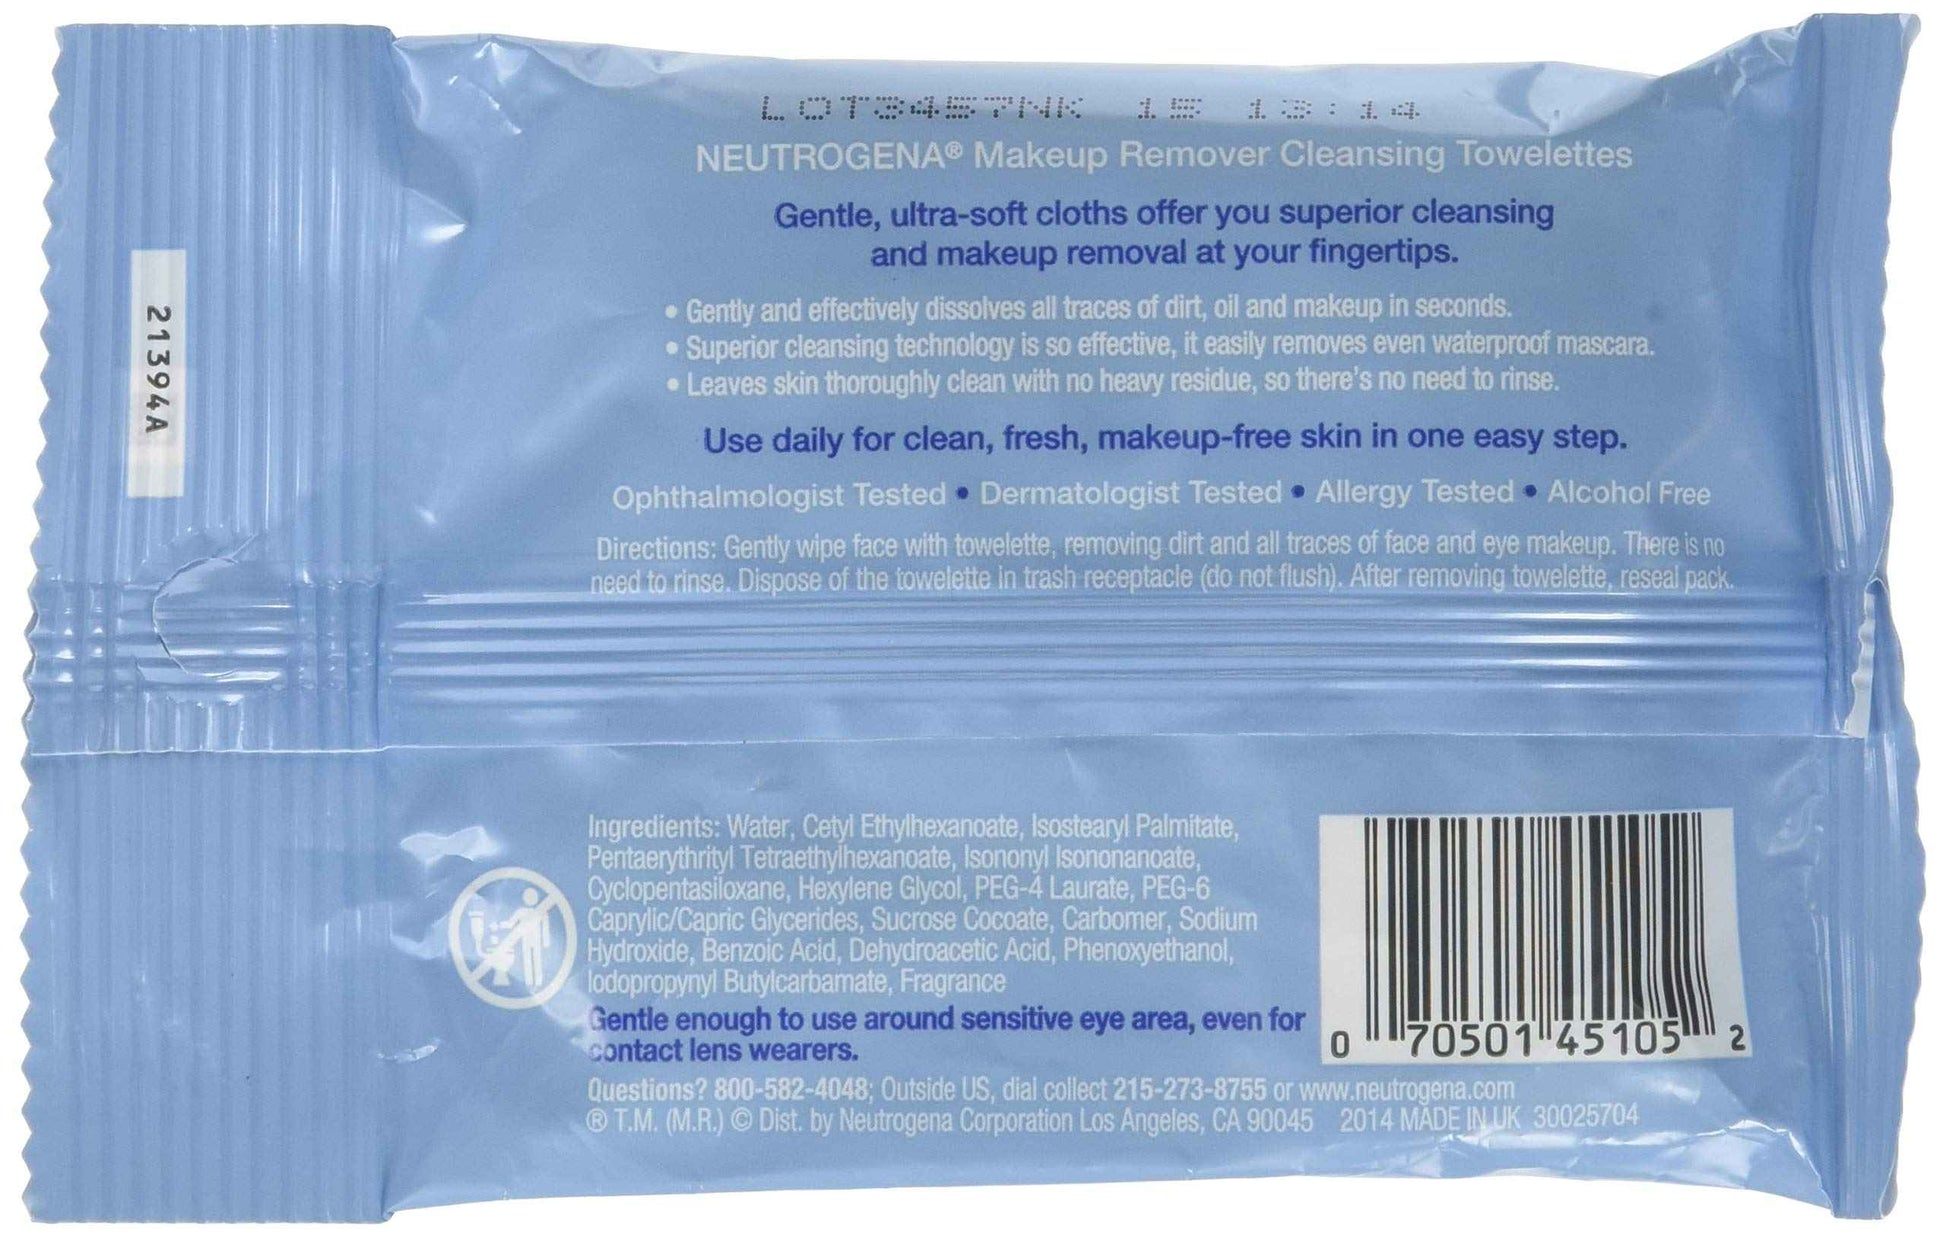 LOT3457NK 15 13:14
NEUTROGENA® Makeup Remover Cleansing Towelettes
Gentle, ultra-soft cloths offer you superior cleansing
and makeup removal at your fingertips.
• Gently and effectively dissolves all traces of dirt, oil and makeup in seconds.
• Superior cleansing technology is so effective, it easily removes even waterproof mascara.
• Leaves skin thoroughly clean with no heavy residue, so there's no need to rinse.
Use daily for clean, fresh, makeup-free skin in one easy step.
Ophthalmologist Tested • Dermatologist Tested • Allergy Tested • Alcohol Free
Directions: Gently wipe face with towelette, removing dirt and all traces of face and eye makeup. There is no
need to rinse. Dispose of the towelette in trash receptacle (do not flush). After removing towelette, reseal pack.
21394A
Ingredients: Water, Cetyl Ethylhexanoate, Isostearyl Palmitate,
Pentaerythrityl Tetraethylhexanoate, Isononyl Isononanoate,
Cyclopentasiloxane, Hexylene Glycol, PEG-4 Laurate, PEG-6
Caprylic/Capric Glycerides, Sucrose Cocoate, Carbomer, Sodium
Hydroxide, Benzoic Acid, Dehydroacetic Acid, Phenoxyethanol,
Iodopropynyl Butylcarbamate, Fragrance
Gentle enough to use around sensitive eye area, even for
contact lens wearers.
0 70501 45105 2
Questions? 800-582-4048; Outside US, dial collect 215-273-8755 or www.neutrogena.com
® T.M. (M.R.) © Dist. by Neutrogena Corporation Los Angeles, CA 90045 2014 MADE IN UK 30025704